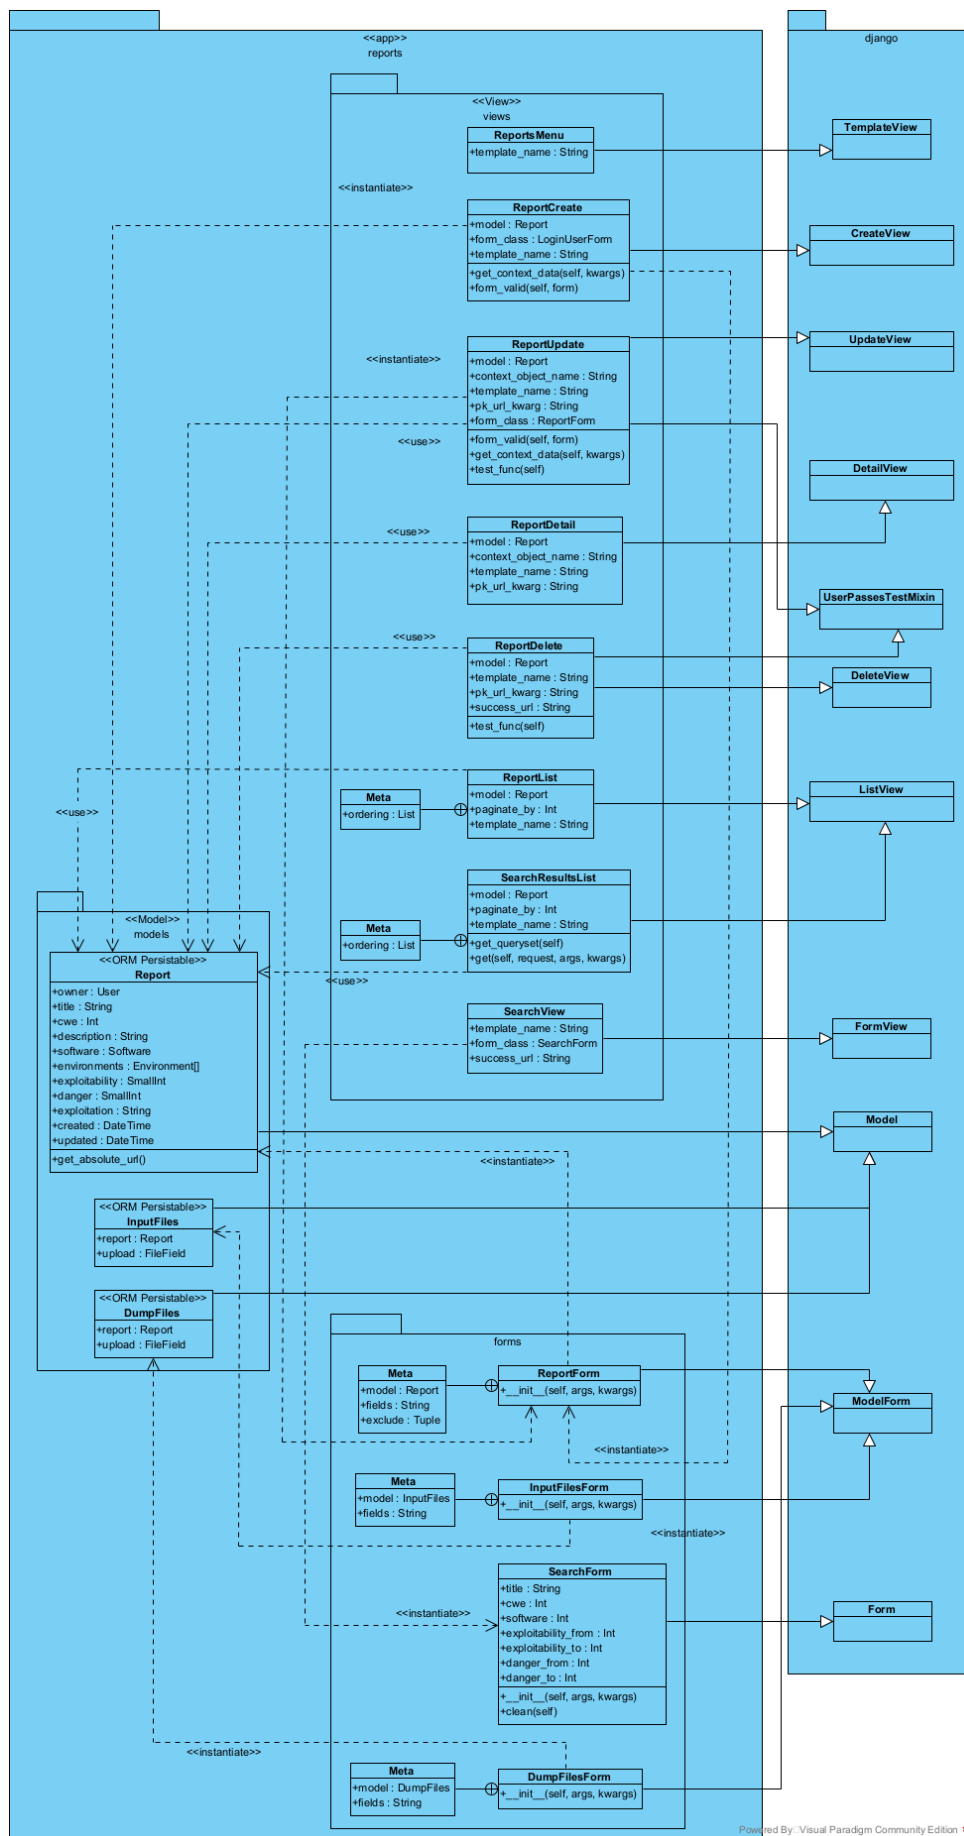 <<app>>
reports
django
<<View>>
views
ReportsMenu
+template_name : String
TemplateView
<<instantiate>>
ReportCreate
+model : Report
+form_class : LoginUserForm
+template_name : String
+get_context_data(self, kwargs)
+form_valid(self, form)
CreateView
<<instantiate>>
ReportUpdate
+model : Report
+context_object_name : String
+template_name : String
+pk_url_kwarg : String
+form_class : ReportForm
+form_valid(self, form)
+get_context_data(self, kwargs)
+test_func(self)
UpdateView
<<use>>
DetailView
<<use>>
ReportDetail
+model : Report
+context_object_name : String
+template_name : String
+pk_url_kwarg : String
UserPassesTestMixin
<<use>>
ReportDelete
+model : Report
+template_name : String
+pk_url_kwarg : String
+success_url : String
+test_func(self)
DeleteView
ReportList
+model : Report
+paginate_by : Int
+template_name : String
Meta
+ordering : List
ListView
<<use>>
SearchResultsList
+model : Report
+paginate_by : Int
+template_name : String
+get_queryset(self)
+get(self, request, args, kwargs)
Meta
+ordering : List
<<use>>
<<Model>>
models
<<ORM Persistable>>
Report
+owner : User
+title : String
+cwe : Int
+description : String
+software : Software
+environments : Environment[]
+exploitability : SmallInt
+danger : SmallInt
+exploitation : String
+created : DateTime
+updated : DateTime
+get_absolute_url()
SearchView
+template_name : String
+form_class : SearchForm
+success_url : String
FormView
Model
<<instantiate>>
<<ORM Persistable>>
InputFiles
+report : Report
+upload : FileField
<<ORM Persistable>>
DumpFiles
+report : Report
+upload : FileField
forms
Meta
+model : Report
+fields : String
+exclude : Tuple
ReportForm
+__init__(self, args, kwargs)
ModelForm
<<instantiate>>
Meta
+model : InputFiles
+fields : String
InputFilesForm
+__init__(self, args, kwargs)
<<instantiate>>
SearchForm
+title : String
+cwe : Int
+software : Int
+exploitability_from : Int
+exploitability_to : Int
+danger_from : Int
+danger_to : Int
+__init__(self, args, kwargs)
+clean(self)
<<instantiate>>
Form
<<instantiate>>
Meta
+model : DumpFiles
+fields : String
DumpFilesForm
+__init__(self, args, kwargs)
Powered By Visual Paradigm Community Edition